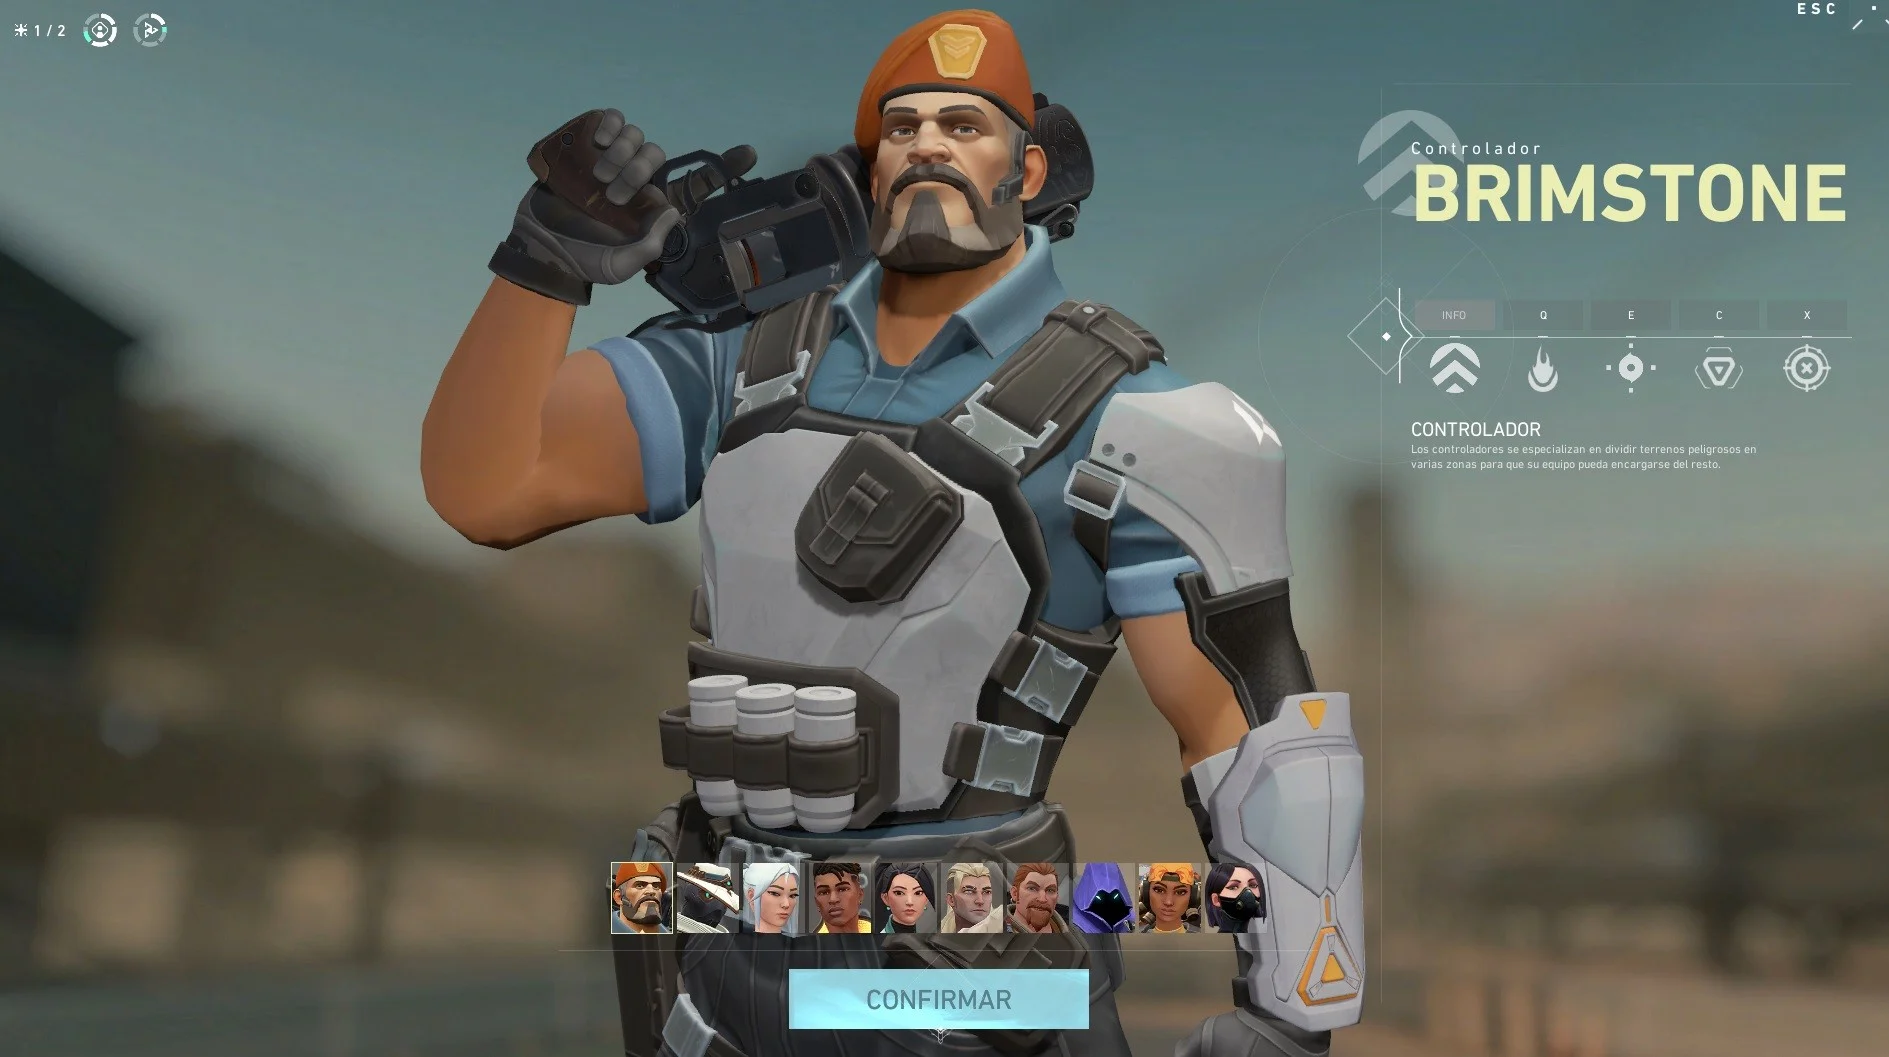 1 / 2
ESC
Controlador
BRIMSTONE
INFO Q E C X
CONTROLADOR
Los controladores se especializan en dividir terrenos peligrosos en
varias zonas para que su equipo pueda encargarse del resto.
CONFIRMAR